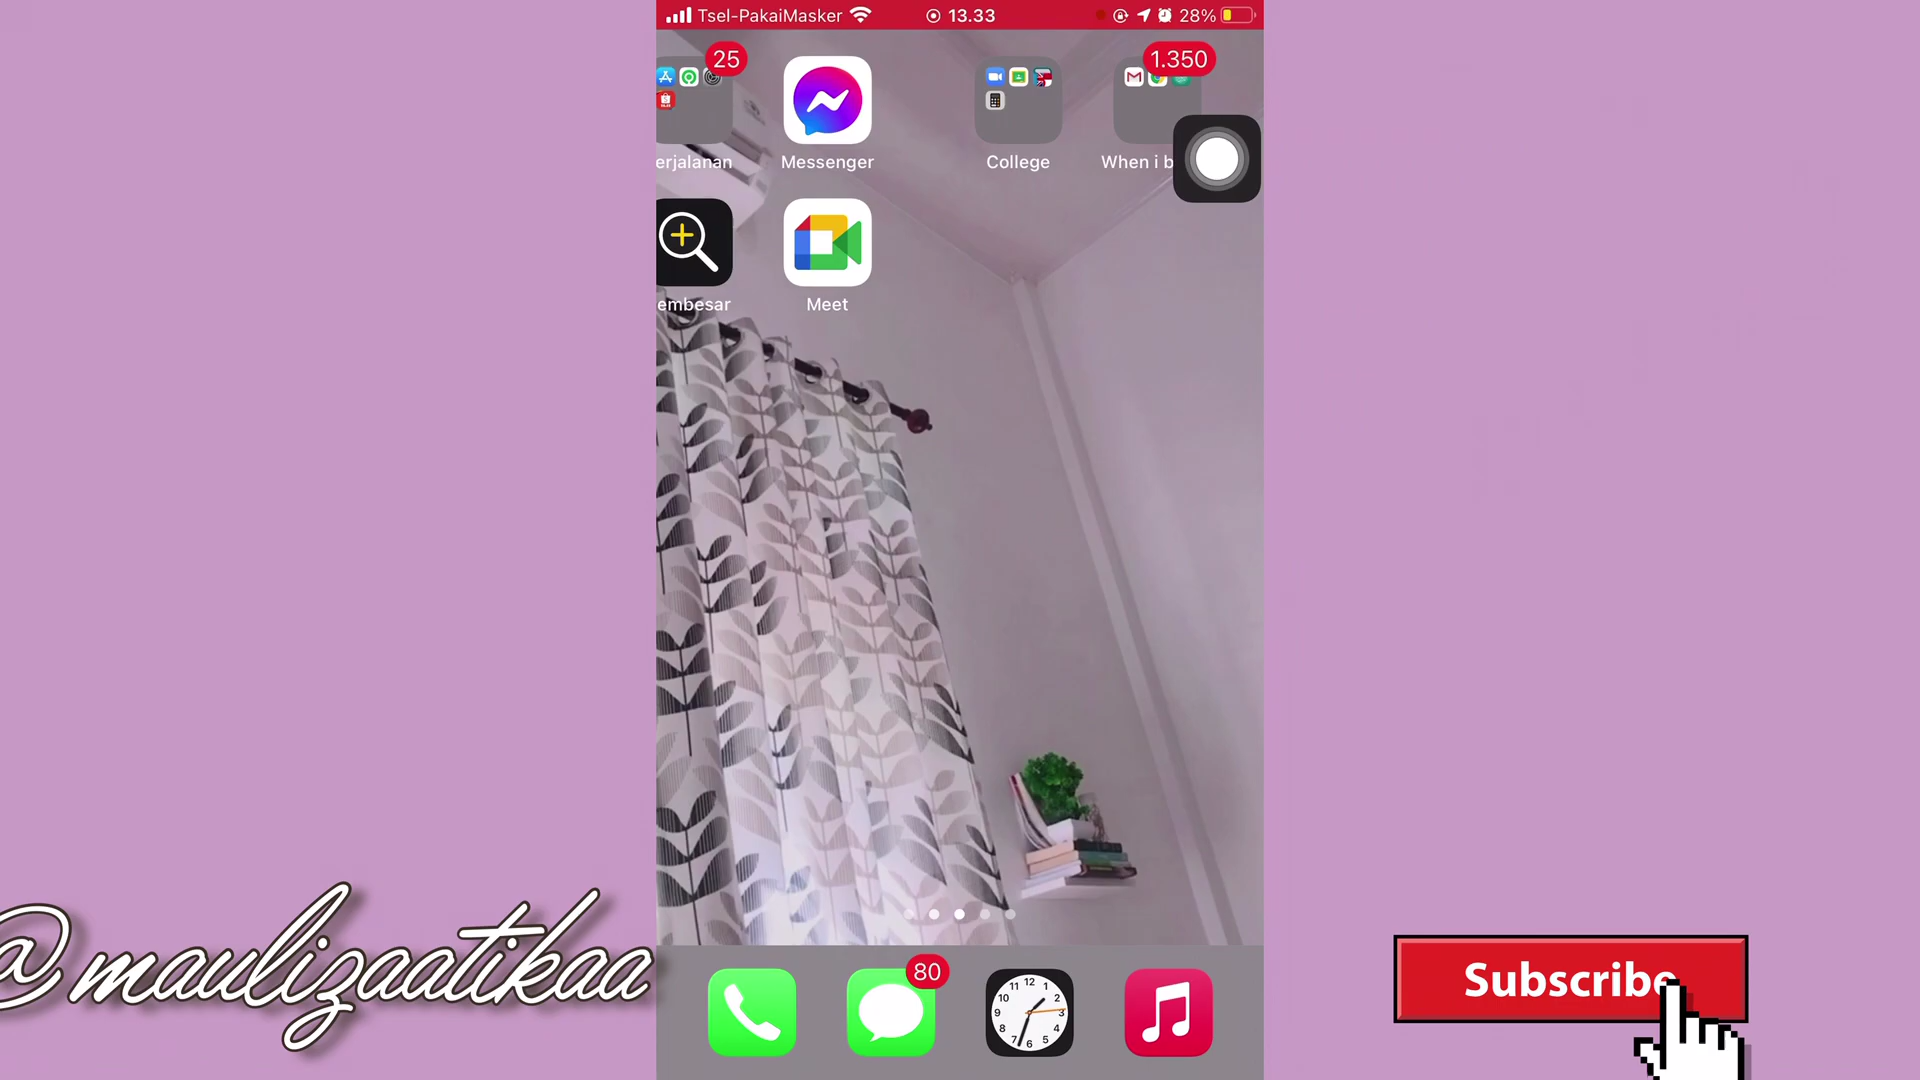 Tsel-PakaiMasker 13.33 28%
25 1.350
erjalanan Messenger College When i b
embesar Meet
@maulizaatikaa
80
Subscribe